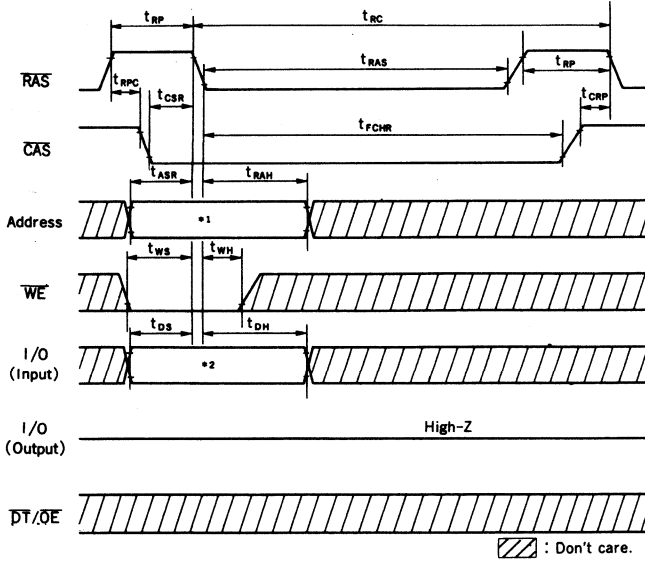 tRP
tRC
RAS
tRPC
tCSR
tRAS
tRP
tCRP
CAS
tFCHR
tASR
tRAH
Address
*1
tWS
tWH
WE
tDS
tDH
I/O
(Input)
*2
I/O
(Output)
High-Z
DT/OE
: Don't care.